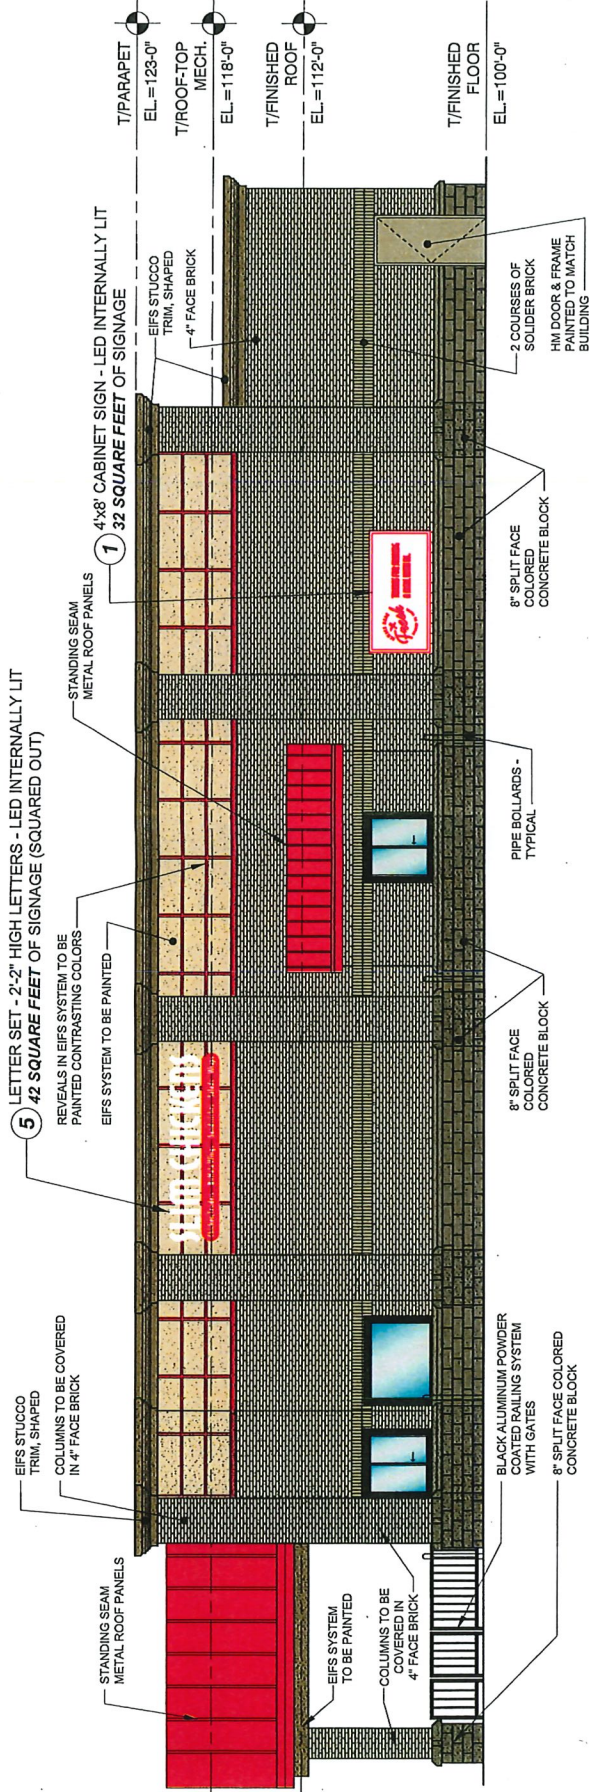 T/PARAPET
EL.=123'-0"
T/ROOF-TOP
MECH.
EL.=118'-0"
T/FINISHED
ROOF
EL.=112'-0"
T/FINISHED
FLOOR
EL.=100'-0"
5 LETTER SET - 2'-2" HIGH LETTERS - LED INTERNALLY LIT
42 SQUARE FEET OF SIGNAGE (SQUARED OUT)
1 4'x8' CABINET SIGN - LED INTERNALLY LIT
32 SQUARE FEET OF SIGNAGE
EIFS STUCCO
TRIM, SHAPED
COLUMNS TO BE COVERED
IN 4" FACE BRICK
STANDING SEAM
METAL ROOF PANELS
REVEALS IN EIFS SYSTEM TO BE
PAINTED CONTRASTING COLORS
EIFS SYSTEM TO BE PAINTED
STANDING SEAM
METAL ROOF PANELS
EIFS STUCCO
TRIM, SHAPED
4" FACE BRICK
SLIM CHICKENS
EIFS SYSTEM
TO BE PAINTED
COLUMNS TO BE
COVERED IN
4" FACE BRICK
BLACK ALUMINUM POWDER
COATED RAILING SYSTEM
WITH GATES
8" SPLIT FACE COLORED
CONCRETE BLOCK
8" SPLIT FACE
COLORED
CONCRETE BLOCK
PIPE BOLLARDS -
TYPICAL
8" SPLIT FACE
COLORED
CONCRETE BLOCK
2 COURSES OF
SOLIDER BRICK
HM DOOR & FRAME
PAINTED TO MATCH
BUILDING